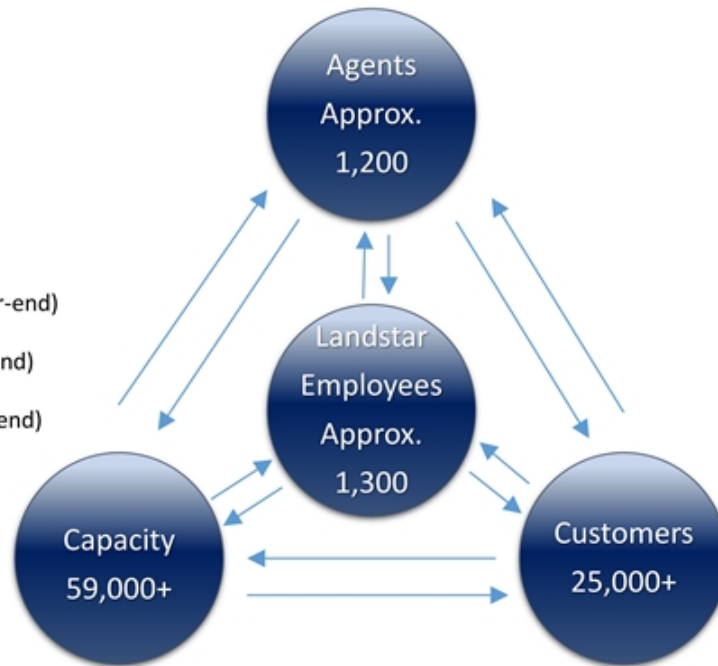 Agents
Approx.
1,200
r-end)
nd)
end)
Landstar
Employees
Approx.
1,300
Capacity
59,000+
Customers
25,000+